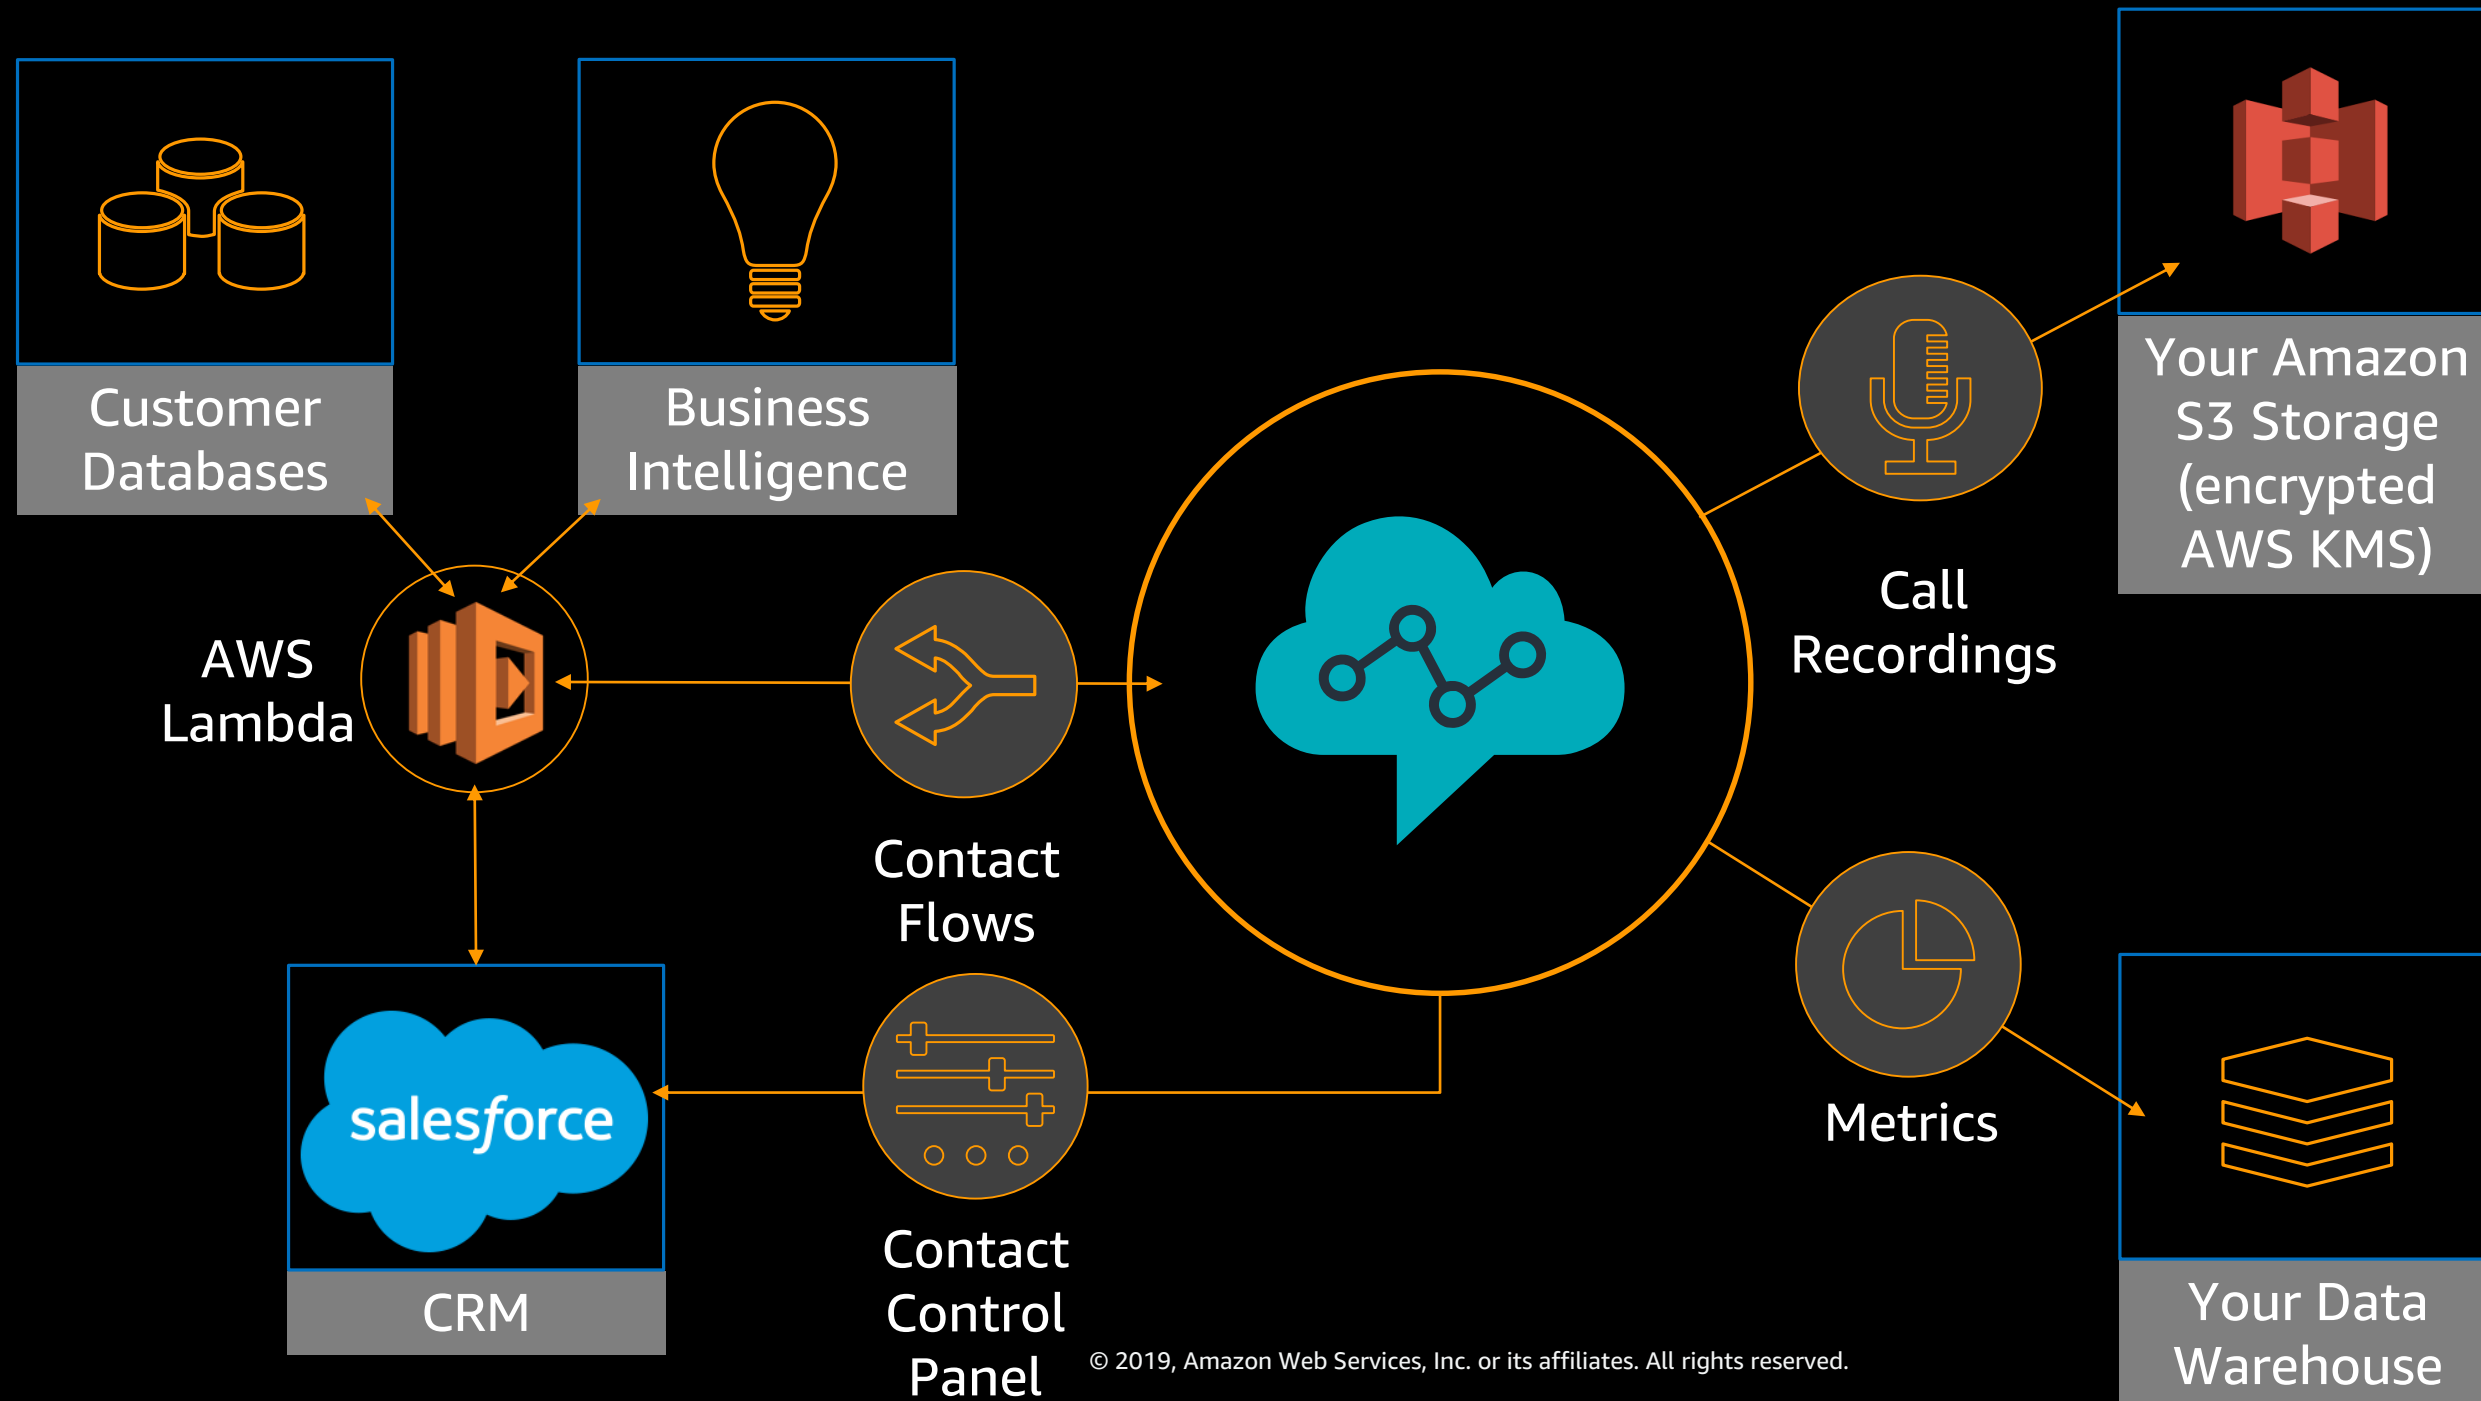 Customer
Databases
Business
Intelligence
Your Amazon
S3 Storage
(encrypted
AWS KMS)
Call
Recordings
AWS
Lambda
Contact
Flows
salesforce
CRM
Contact
Control
Panel
Metrics
Your Data
Warehouse
© 2019, Amazon Web Services, Inc. or its affiliates. All rights reserved.